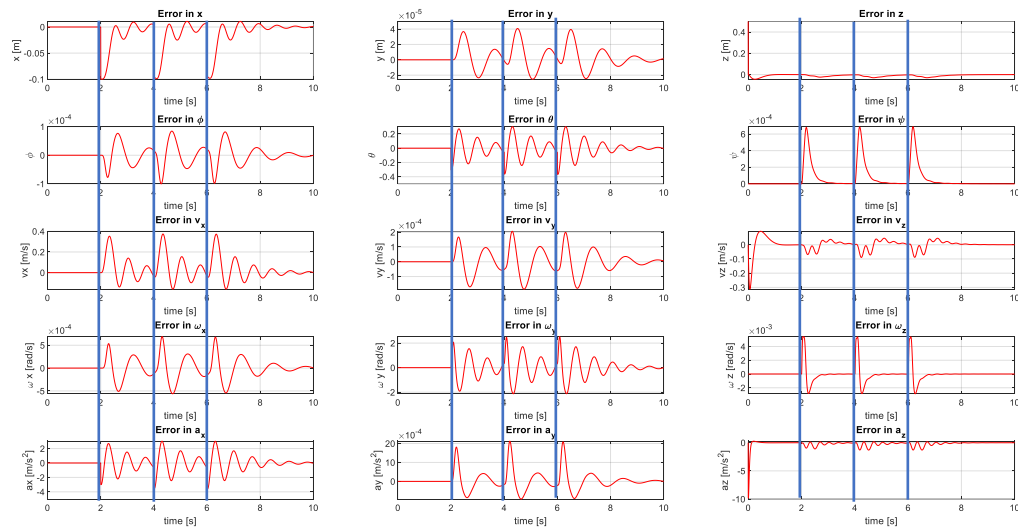 Error in x
x [m]
0
-0.05
-0.1
0 2 4 6 8 10
time [s]
×10⁻⁵
Error in y
y [m]
4
2
0
-2
0 2 4 6 8 10
time [s]
Error in z
z [m]
0.4
0.2
0
0 2 4 6 8 10
time [s]
×10⁻⁴
Error in ϕ
ϕ
1
0
-1
0 2 4 6 8 10
time [s]
Error in θ
θ
0.2
0
-0.2
-0.4
0 2 4 6 8 10
time [s]
×10⁻⁴
Error in ψ
ψ
6
4
2
0
0 2 4 6 8 10
time [s]
Error in vₓ
vx [m/s]
0.4
0.2
0
0 2 4 6 8 10
time [s]
×10⁻⁴
Error in v_y
vy [m/s]
2
1
0
-1
0 2 4 6 8 10
time [s]
Error in v_z
vz [m/s]
0
-0.1
-0.2
-0.3
0 2 4 6 8 10
time [s]
×10⁻⁴
Error in ωₓ
ω x [rad/s]
5
0
-5
0 2 4 6 8 10
time [s]
Error in ω_y
ω y [rad/s]
2
0
-2
0 2 4 6 8 10
time [s]
×10⁻³
Error in ω_z
ω z [rad/s]
4
2
0
-2
0 2 4 6 8 10
time [s]
Error in aₓ
ax [m/s²]
2
0
-2
-4
0 2 4 6 8 10
time [s]
×10⁻⁴
Error in a_y
ay [m/s²]
20
10
0
0 2 4 6 8 10
time [s]
Error in a_z
az [m/s²]
0
-5
-10
0 2 4 6 8 10
time [s]